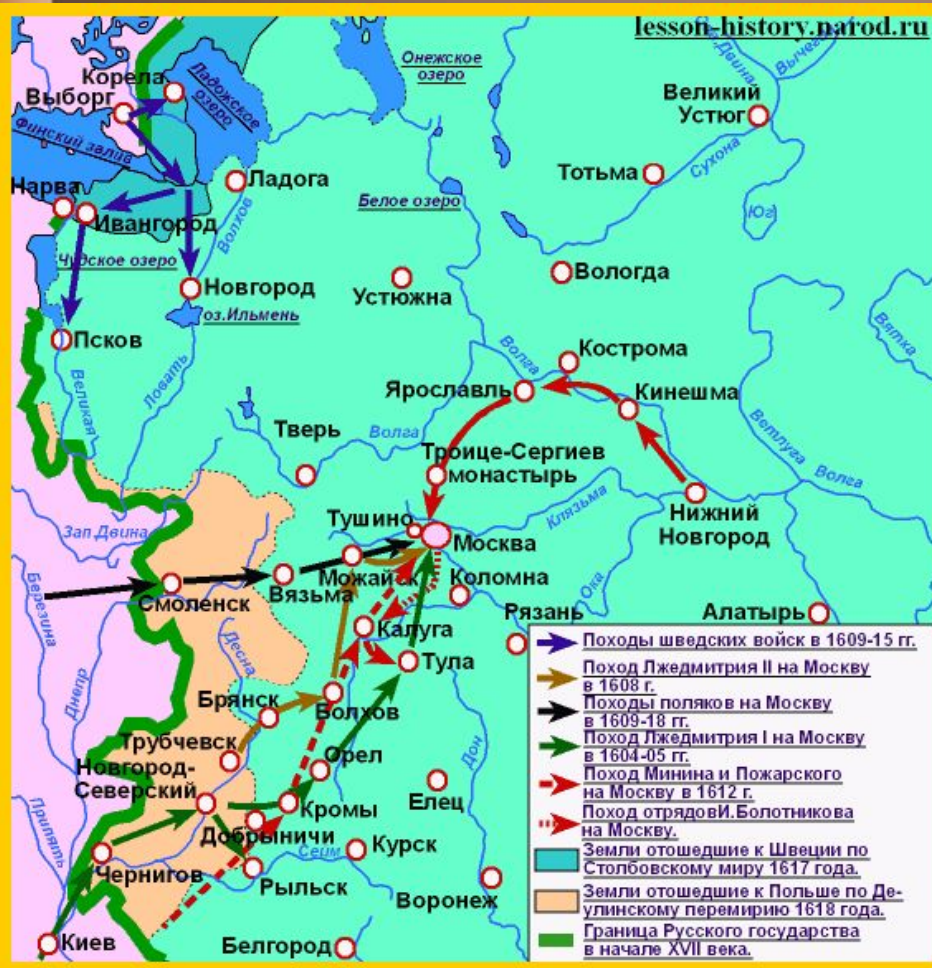 lesson-history.narod.ru
Онежское
озеро
Вычегда
Корела
Ладожское
озеро
Выборг
Великий
Устюг
Финский залив
Тотьма
Сухона
Ладога
Нарва
Белое озеро
Ивангород
Волхов
Юг
Чудское озеро
Вологда
Новгород
Устюжна
оз.Ильмень
Псков
Вятка
Волга
Кострома
Ярославль
Кинешма
Великая
Ловать
Тверь
Волга
Ветлуга
Волга
Троице-Сергиев
монастырь
Клязьма
Нижний
Новгород
Зап.Двина
Тушино
Москва
Можайск
Коломна
Вязьма
Смоленск
Ока
Рязань
Алатырь
Березина
Калуга
Десна
Тула
Днепр
Брянск
Болхов
Трубчевск
Дон
Новгород-
Северский
Орел
Елец
Кромы
Припять
Добрыничи
Сейм
Курск
Чернигов
Рыльск
Воронеж
Киев
Белгород
Походы шведских войск в 1609-15 гг.
Поход Лжедмитрия II на Москву
в 1608 г.
Походы поляков на Москву
в 1609-18 гг.
Поход Лжедмитрия I на Москву
в 1604-05 гг.
Поход Минина и Пожарского
на Москву в 1612 г.
Поход отрядовИ.Болотникова
на Москву.
Земли отошедшие к Швеции по
Столбовскому миру 1617 года.
Земли отошедшие к Польше по Де-
улинскому перемирию 1618 года.
Граница Русского государства
в начале XVII века.